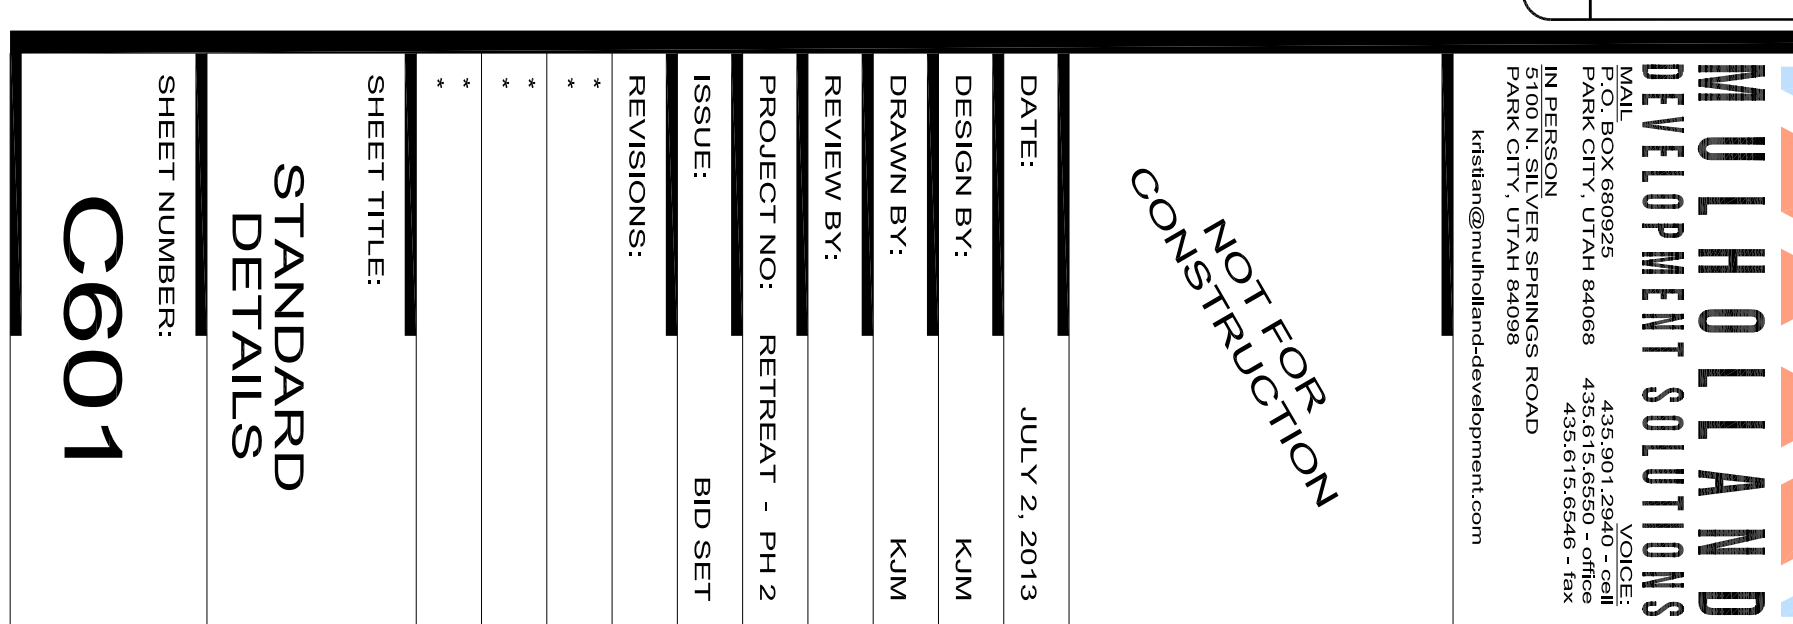 MULHOLLAND
DEVELOPMENT SOLUTIONS
MAIL
P.O. BOX 680925
PARK CITY, UTAH 84068
IN PERSON
5100 N. SILVER SPRINGS ROAD
PARK CITY, UTAH 84098
VOICE:
435.901.2940 - cell
435.615.6550 - office
435.615.6546 - fax
kristian@mulholland-development.com
NOT FOR
CONSTRUCTION
DATE: JULY 2, 2013
DESIGN BY: KJM
DRAWN BY: KJM
REVIEW BY:
PROJECT NO: RETREAT - PH 2
ISSUE: BID SET
REVISIONS:
*
*
*
*
*
*
SHEET TITLE:
STANDARD
DETAILS
SHEET NUMBER:
C601